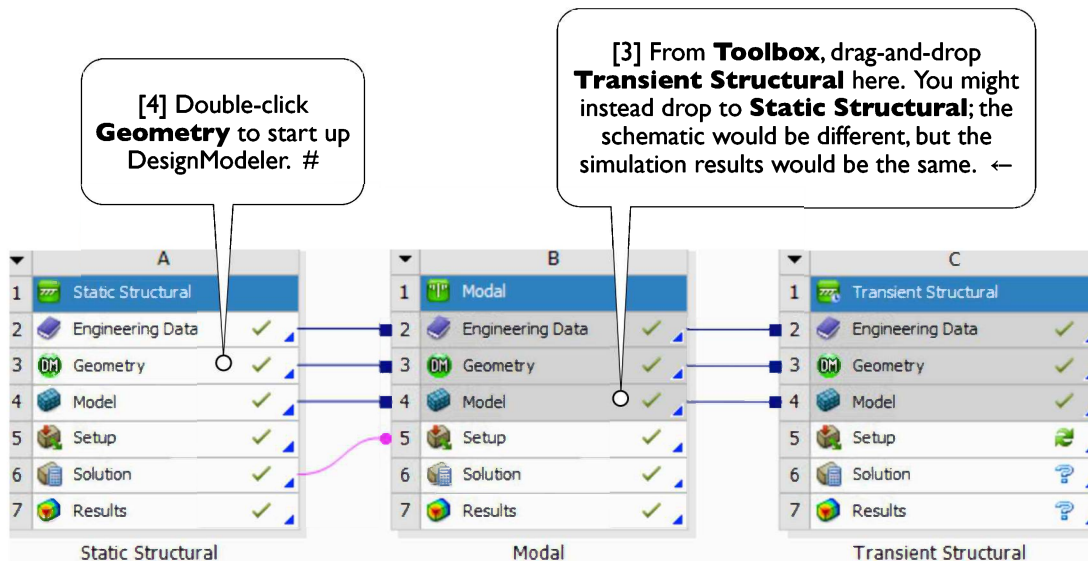 [3] From Toolbox, drag-and-drop
Transient Structural here. You might
instead drop to Static Structural; the
schematic would be different, but the
simulation results would be the same. ←
[4] Double-click
Geometry to start up
DesignModeler. #
A
1 Static Structural
2 Engineering Data
3 DM Geometry
4 Model
5 Setup
6 Solution
7 Results
Static Structural
B
1 Modal
2 Engineering Data
3 DM Geometry
4 Model
5 Setup
6 Solution
7 Results
Modal
C
1 Transient Structural
2 Engineering Data
3 DM Geometry
4 Model
5 Setup
6 Solution ?
7 Results ?
Transient Structural